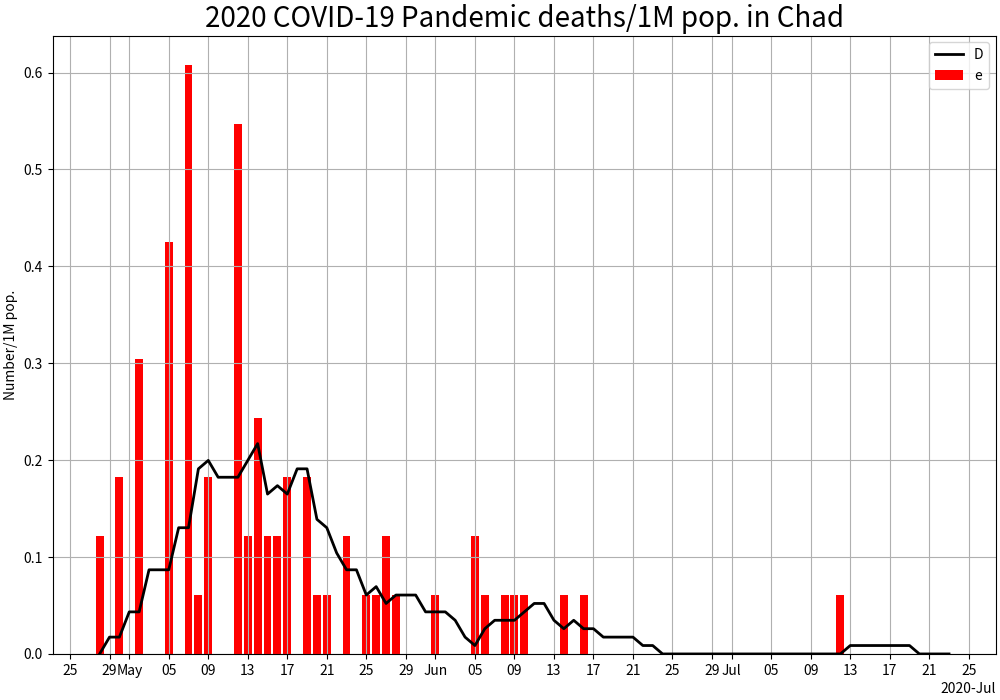 2020 COVID-19 Pandemic deaths/1M pop. in Chad
D
e
Number/1M pop.
0.6
0.5
0.4
0.3
0.2
0.1
0.0
25 29 May 05 09 13 17 21 25 29 Jun 05 09 13 17 21 25 29 Jul 05 09 13 17 21 25
2020-Jul